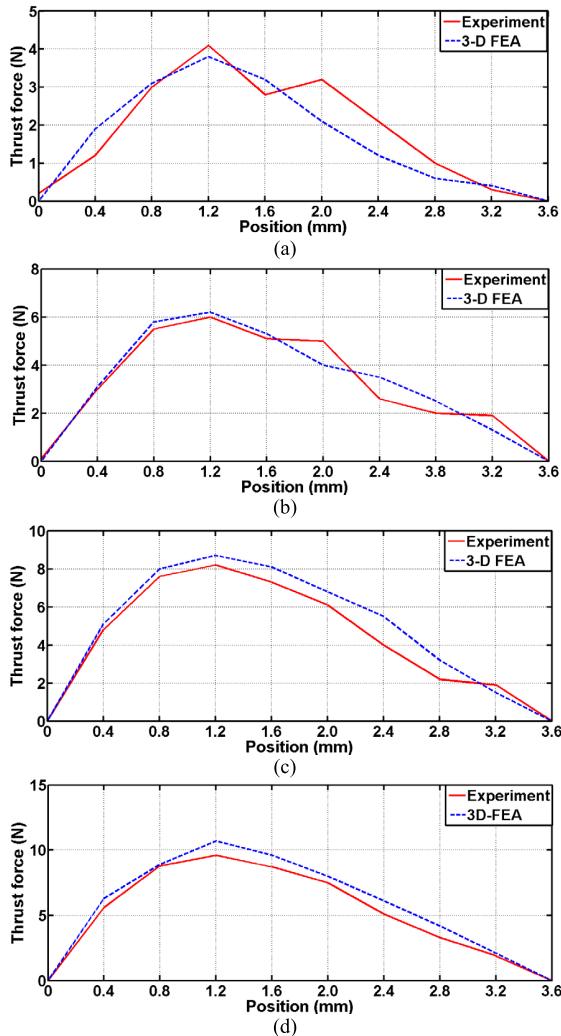 5
4
3
2
1
0
Thrust force (N)
Experiment
3-D FEA
0 0.4 0.8 1.2 1.6 2.0 2.4 2.8 3.2 3.6
Position (mm)
(a)
8
6
4
2
0
Thrust force (N)
Experiment
3-D FEA
0 0.4 0.8 1.2 1.6 2.0 2.4 3.8 3.2 3.6
Position (mm)
(b)
10
8
6
4
2
0
Thrust force (N)
Experiment
3-D FEA
0 0.4 0.8 1.2 1.6 2.0 2.4 2.8 3.2 3.6
Position (mm)
(c)
15
10
5
0
Thrust force (N)
Experiment
3D-FEA
0 0.4 0.8 1.2 1.6 2.0 2.4 2.8 3.2 3.6
Position (mm)
(d)